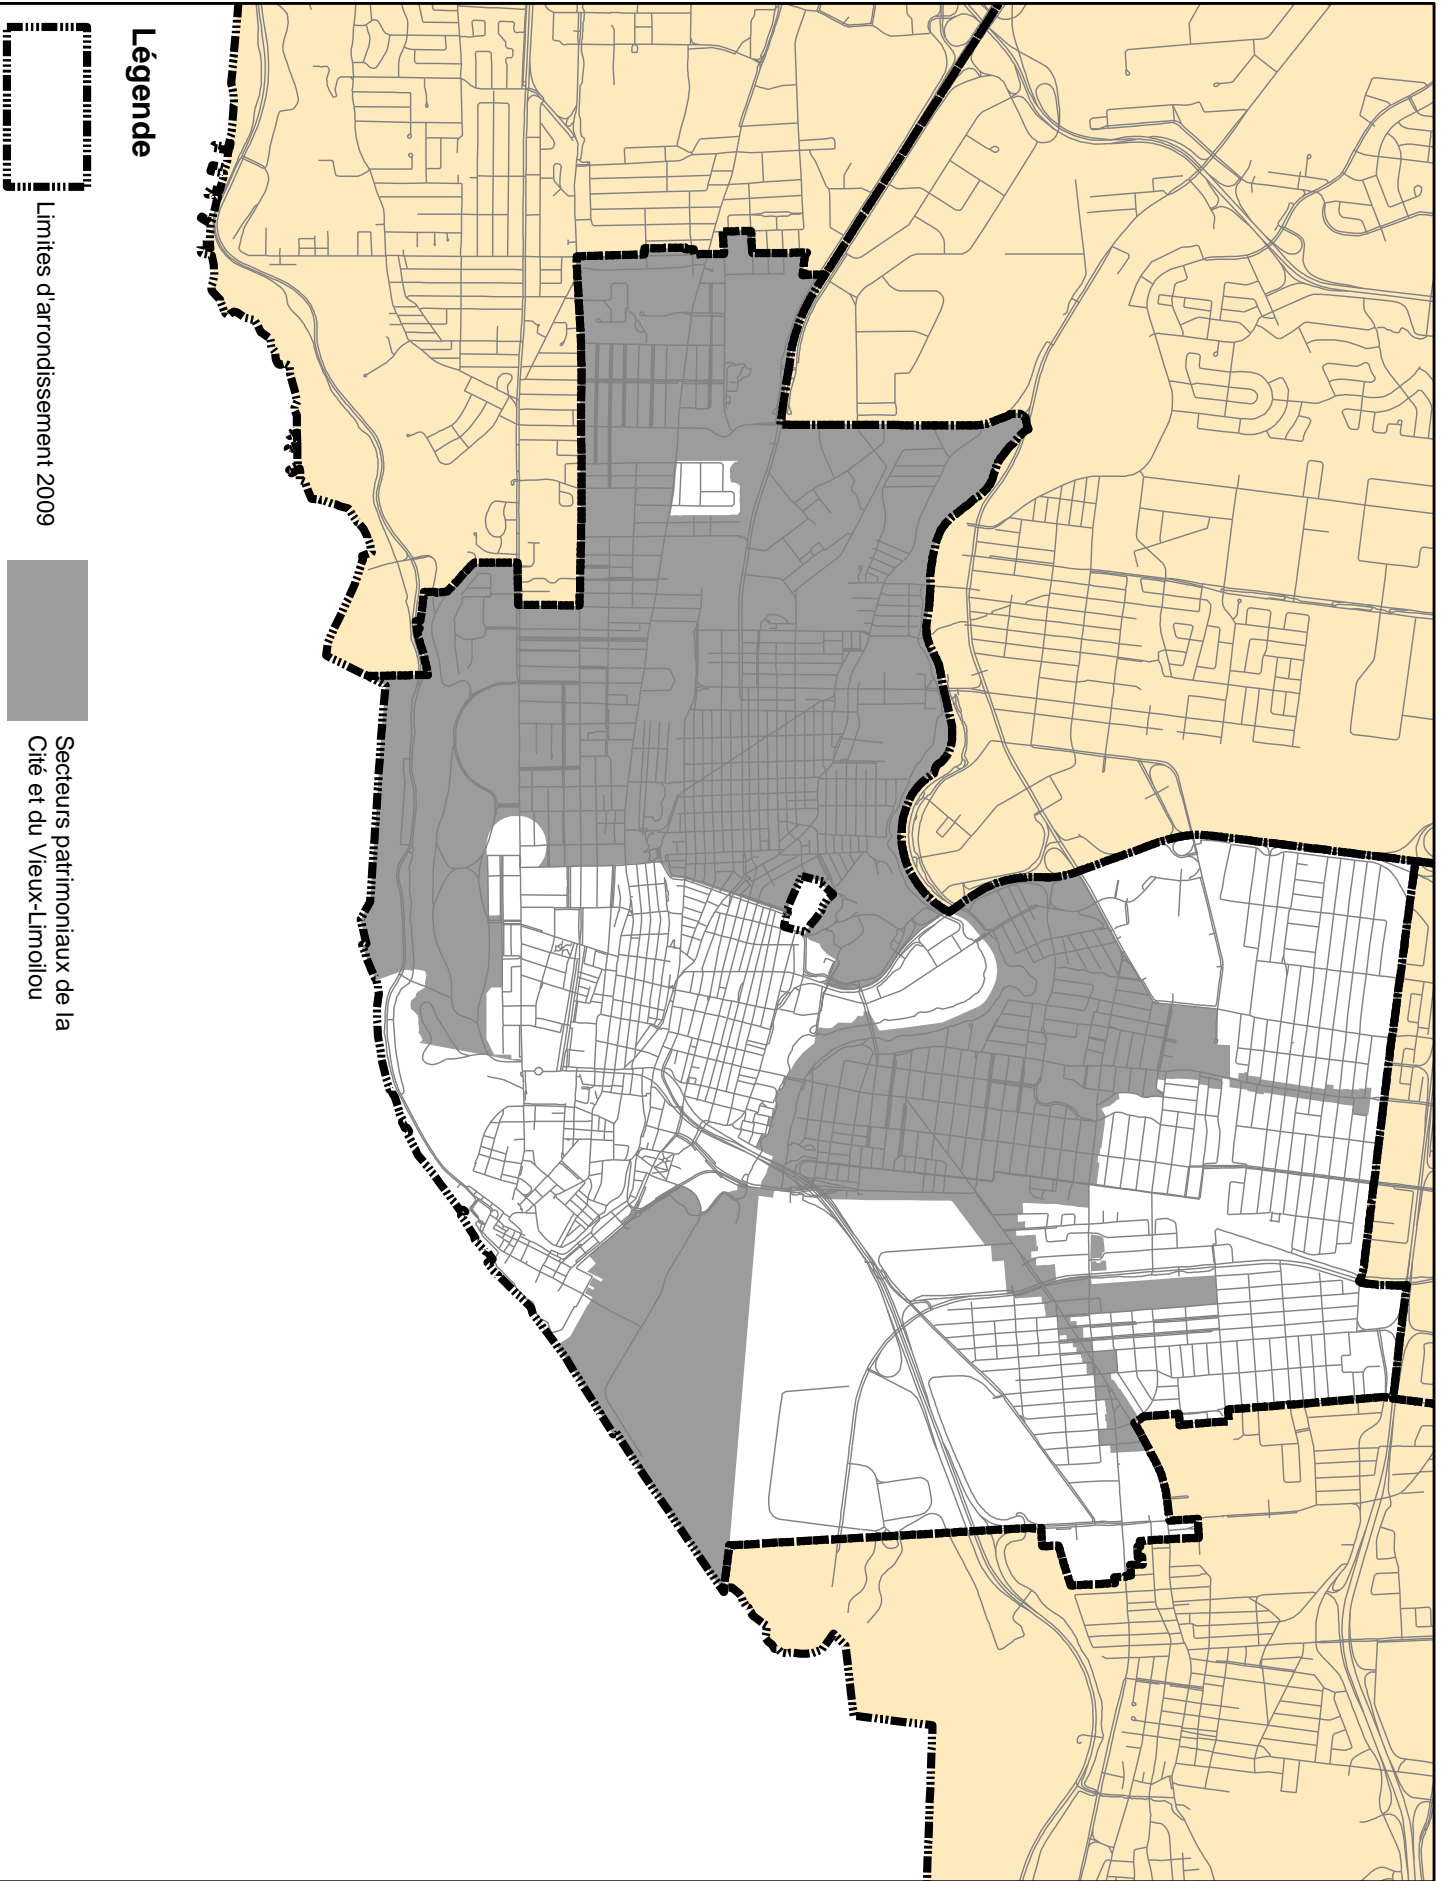 Légende
Limites d'arrondissement 2009
Secteurs patrimoniaux de la
Cité et du Vieux-Limoilou